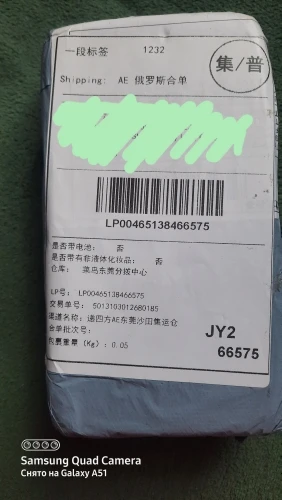 一段标签 1232
集/普
Shipping: AE 俄罗斯合单
LP00465138466575
是否带电池: 否
是否带有非液体化妆品: 否
仓库: 菜鸟东莞分拨中心
LP号: LP00465138466575
交易单号: 5013103012680185
渠道名称: 递四方AE东莞沙田集运仓
合单批次号:
包裹重量(Kg): 0.05
JY2
66575
Samsung Quad Camera
Снято на Galaxy A51